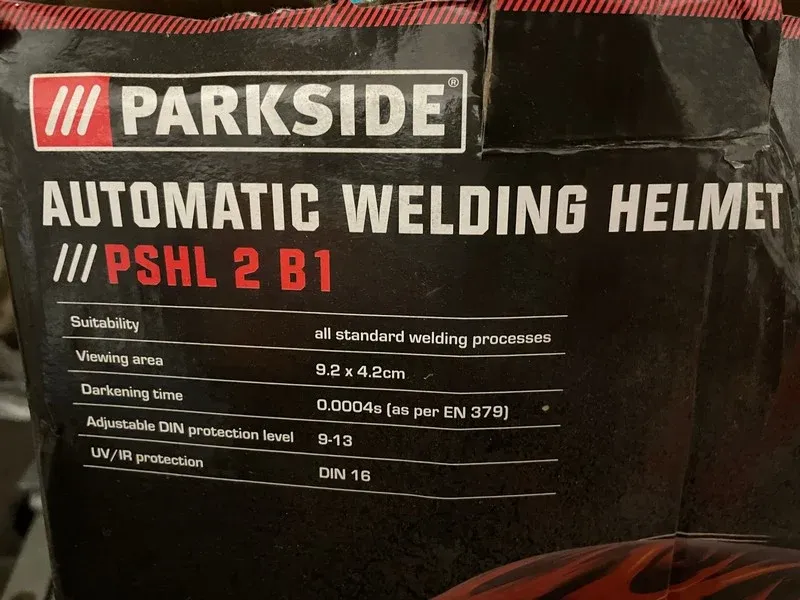 /// PARKSIDE®
AUTOMATIC WELDING HELMET
/// PSHL 2 B1
Suitability all standard welding processes
Viewing area 9.2 x 4.2cm
Darkening time 0.0004s (as per EN 379)
Adjustable DIN protection level 9-13
UV/IR protection DIN 16